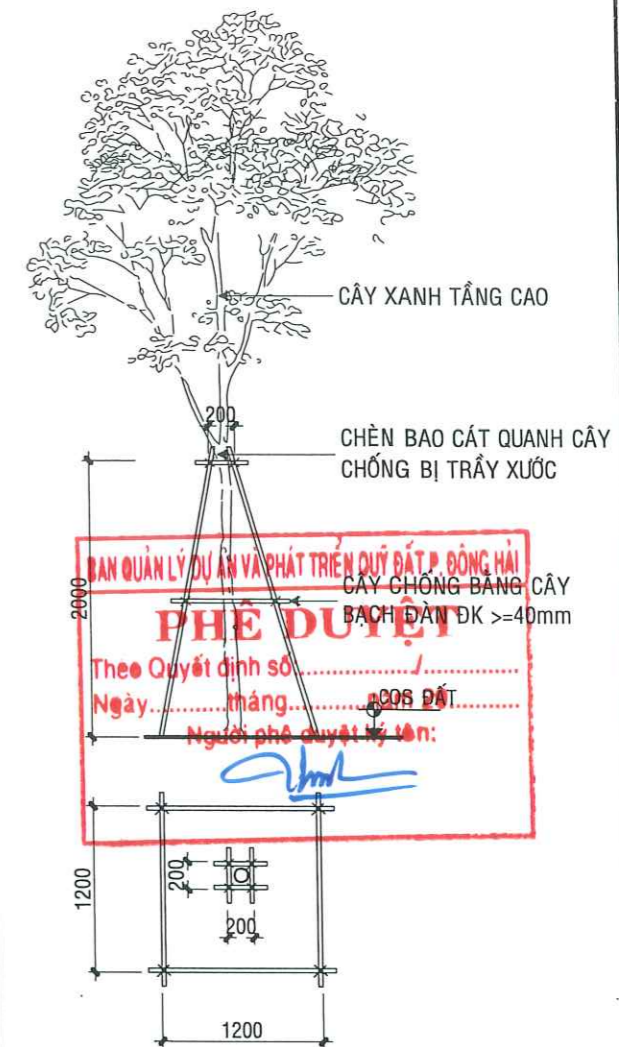 200
CÂY XANH TẦNG CAO
CHÈN BAO CÁT QUANH CÂY
CHỐNG BỊ TRẦY XƯỚC
2000
BAN QUẢN LÝ DỰ ÁN VÀ PHÁT TRIỂN QUỸ ĐẤT P. ĐÔNG HẢI
CÂY CHỐNG BẰNG CÂY
BẠCH ĐÀN ĐK >=40mm
PHÊ DUYỆT
Theo Quyết định số................/................
Ngày...........tháng...........năm 20...........
COS ĐẤT
Người phê duyệt ký tên:
1200
200
200
1200